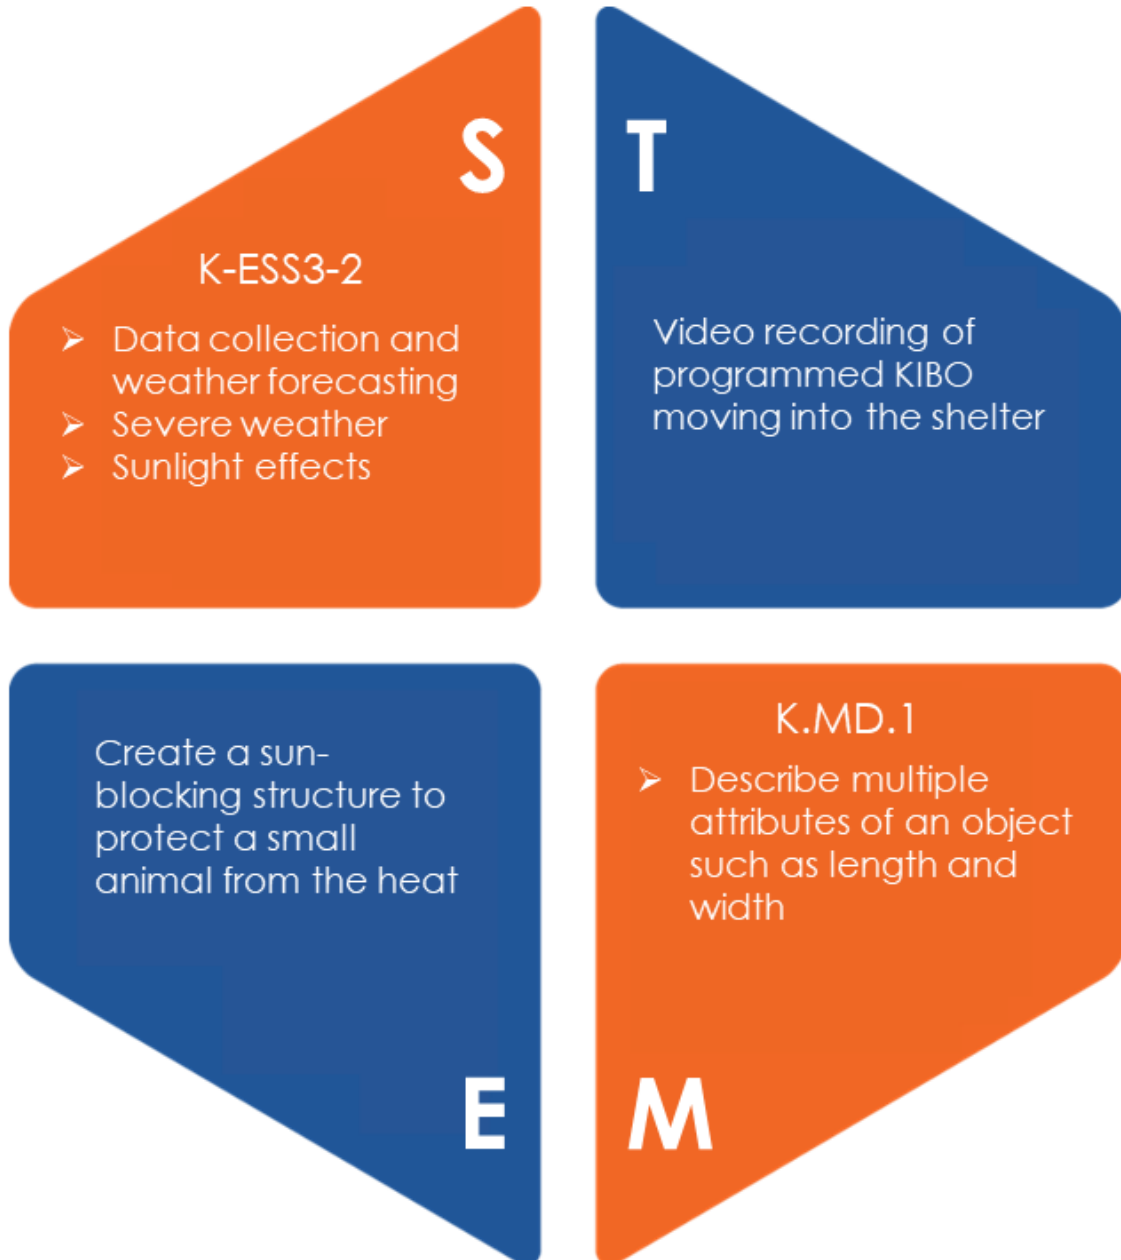 S
K-ESS3-2
➢ Data collection and
weather forecasting
➢ Severe weather
➢ Sunlight effects
T
Video recording of
programmed KIBO
moving into the shelter
Create a sun-
blocking structure to
protect a small
animal from the heat
E
K.MD.1
➢ Describe multiple
attributes of an object
such as length and
width
M